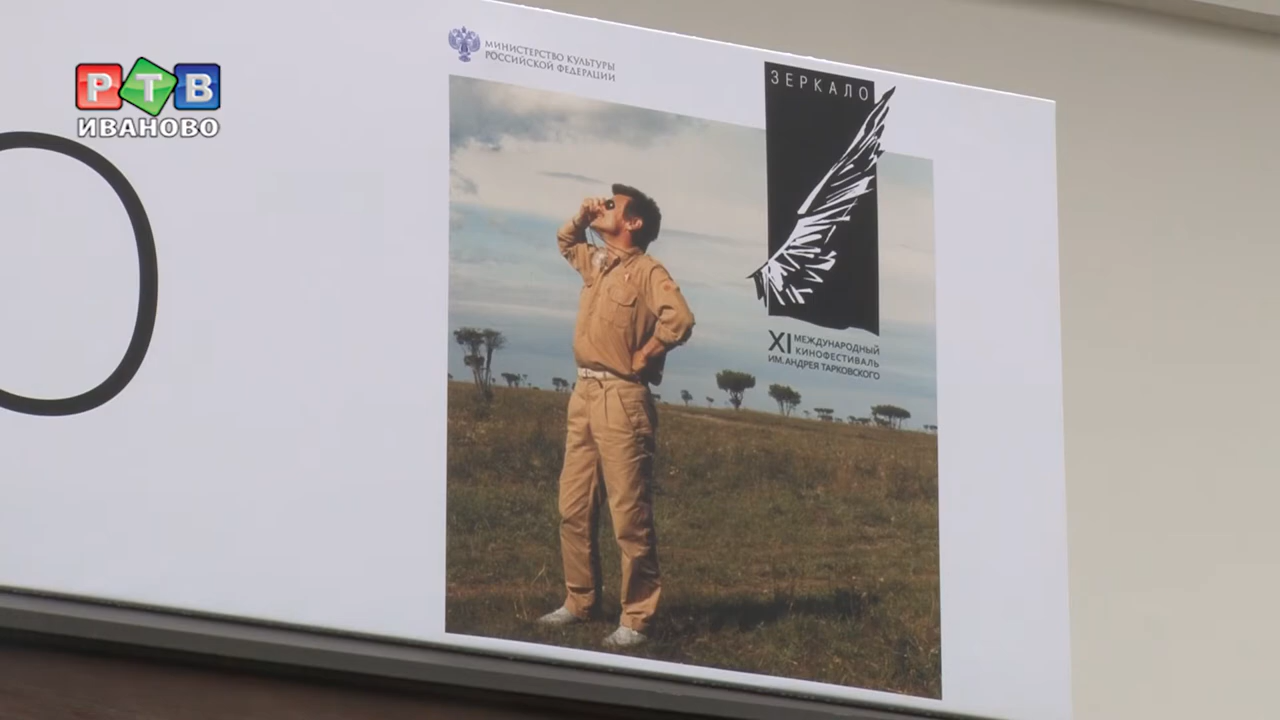 РТВ
ИВАНОВО
О
МИНИСТЕРСТВО КУЛЬТУРЫ
РОССИЙСКОЙ ФЕДЕРАЦИИ
ЗЕРКАЛО
XI МЕЖДУНАРОДНЫЙ
КИНОФЕСТИВАЛЬ
ИМ. АНДРЕЯ ТАРКОВСКОГО